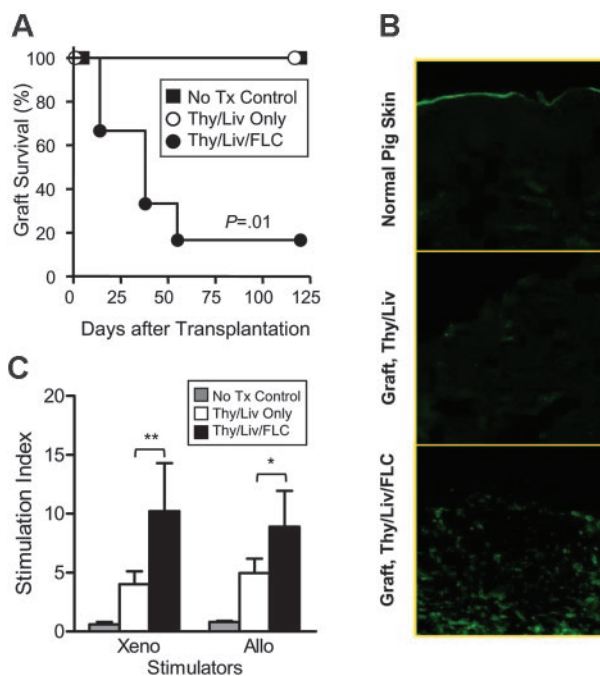 A
Graft Survival (%)
100
80
60
40
20
0
No Tx Control
Thy/Liv Only
Thy/Liv/FLC
P=.01
0 25 50 75 100 125
Days after Transplantation
B
Normal Pig Skin
Graft, Thy/Liv
Graft, Thy/Liv/FLC
C
Stimulation Index
20
15
10
5
0
No Tx Control
Thy/Liv Only
Thy/Liv/FLC
**
*
Xeno Allo
Stimulators